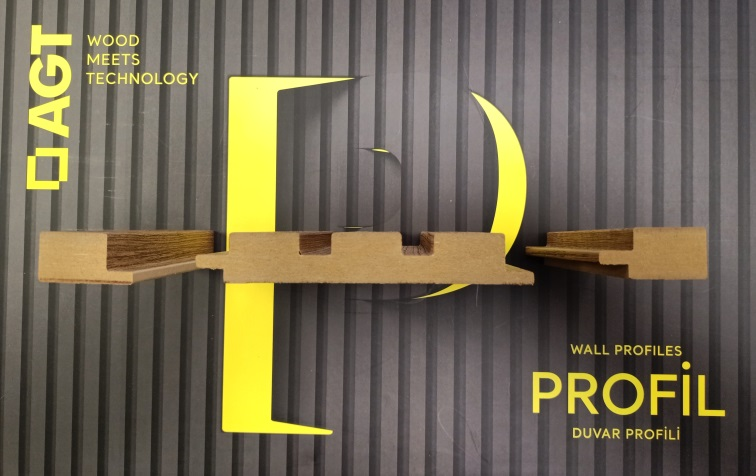 AGT
WOOD
MEETS
TECHNOLOGY
WALL PROFILES
PROFİL
DUVAR PROFİLİ